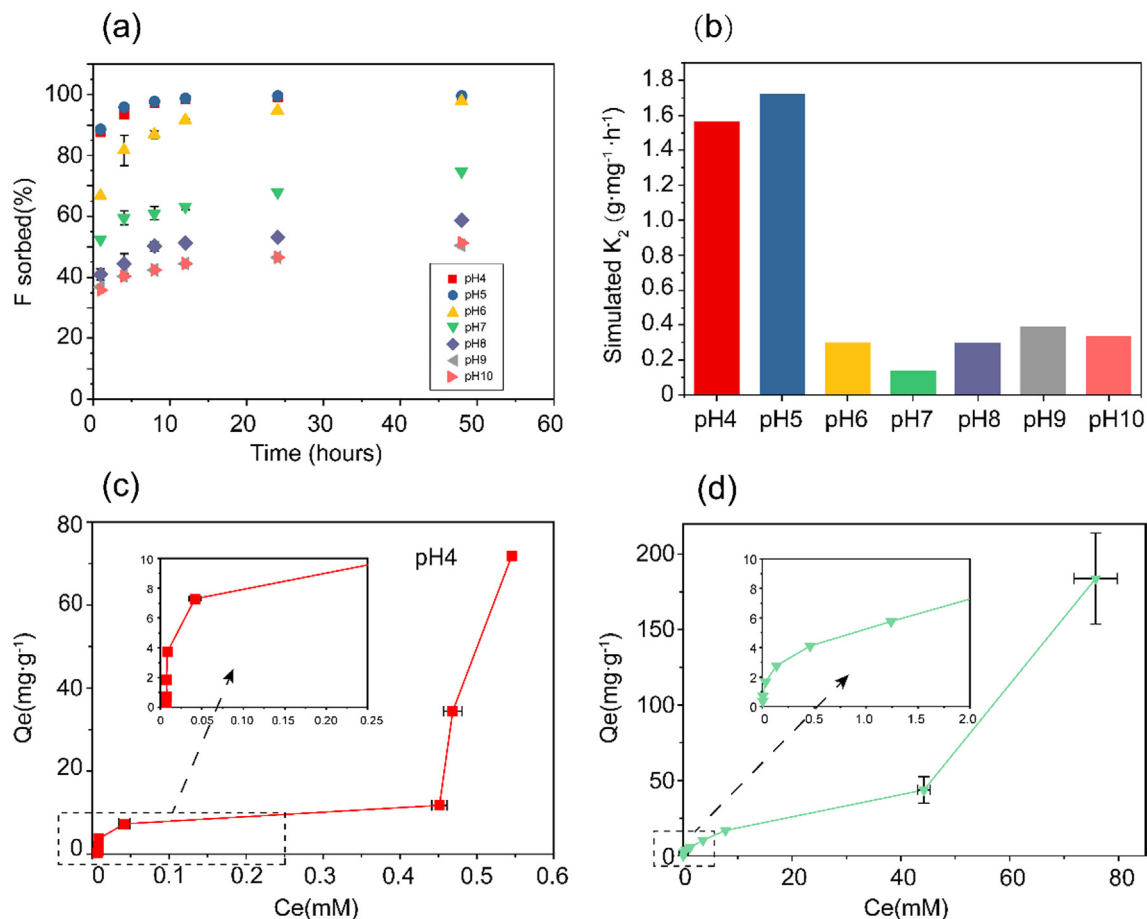 (a)
F sorbed(%)
100
80
60
40
20
0
pH4
pH5
pH6
pH7
pH8
pH9
pH10
0 10 20 30 40 50 60
Time (hours)
(b)
Simulated K2 (g·mg-1·h-1)
1.8
1.6
1.4
1.2
1.0
0.8
0.6
0.4
0.2
0
pH4 pH5 pH6 pH7 pH8 pH9 pH10
(c)
Qe(mg·g-1)
80
60
40
20
0
pH4
10
8
6
4
2
0
0 0.05 0.10 0.15 0.20 0.25
0 0.1 0.2 0.3 0.4 0.5 0.6
Ce(mM)
(d)
Qe(mg·g-1)
200
150
100
50
0
10
8
6
4
2
0
0 0.5 1.0 1.5 2.0
0 20 40 60 80
Ce(mM)